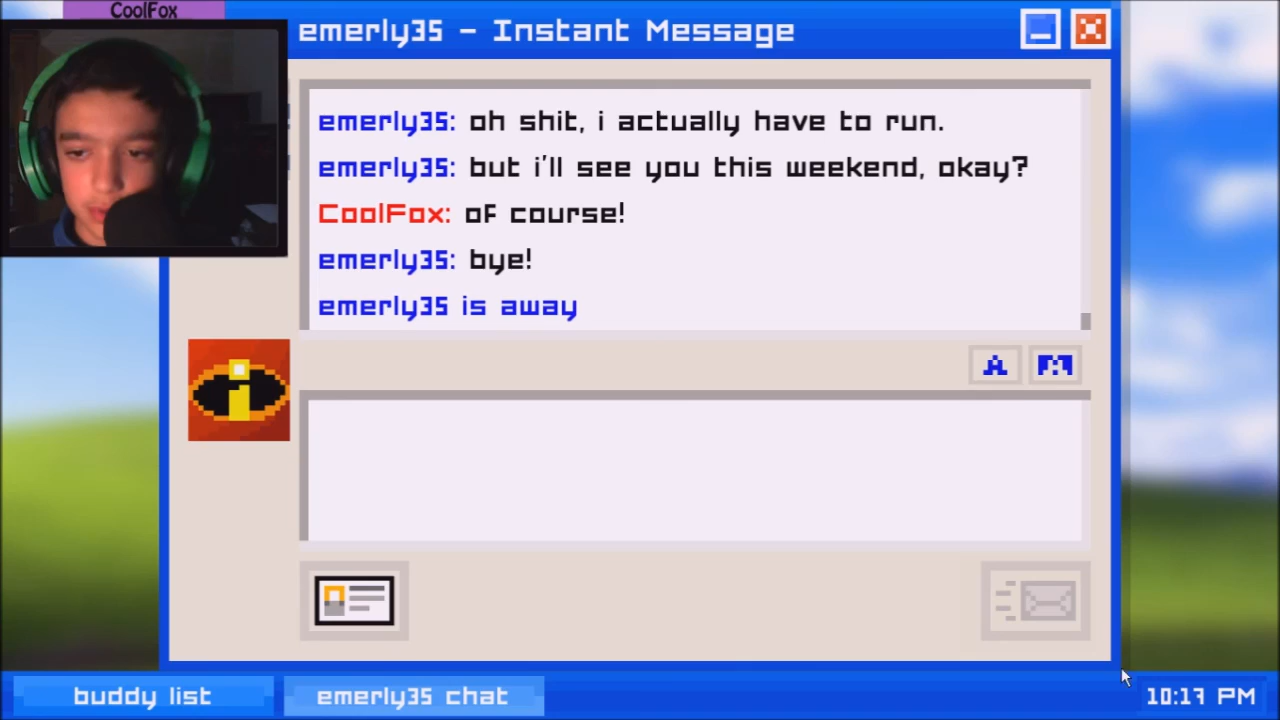 CoolFox
emerly35 - Instant Message
emerly35: oh shit, i actually have to run.
emerly35: but i'll see you this weekend, okay?
CoolFox: of course!
emerly35: bye!
emerly35 is away
A
i
buddy list
emerly35 chat
10:17 PM